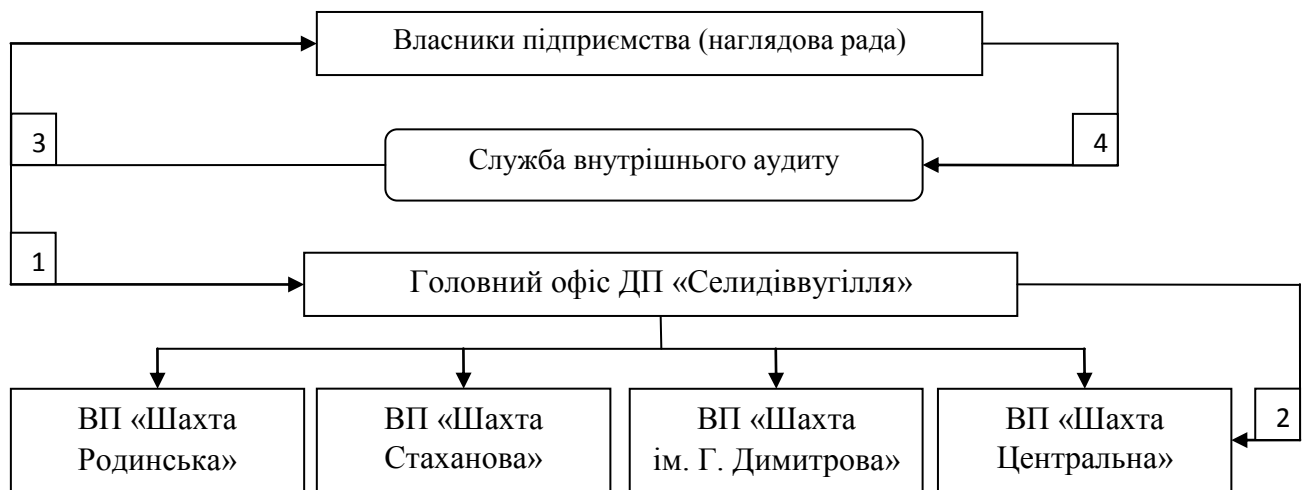 Власники підприємства (наглядова рада)
3
4
Служба внутрішнього аудиту
1
Головний офіс ДП «Селидіввугілля»
ВП «Шахта
Родинська»
ВП «Шахта
Стаханова»
ВП «Шахта
ім. Г. Димитрова»
ВП «Шахта
Центральна»
2